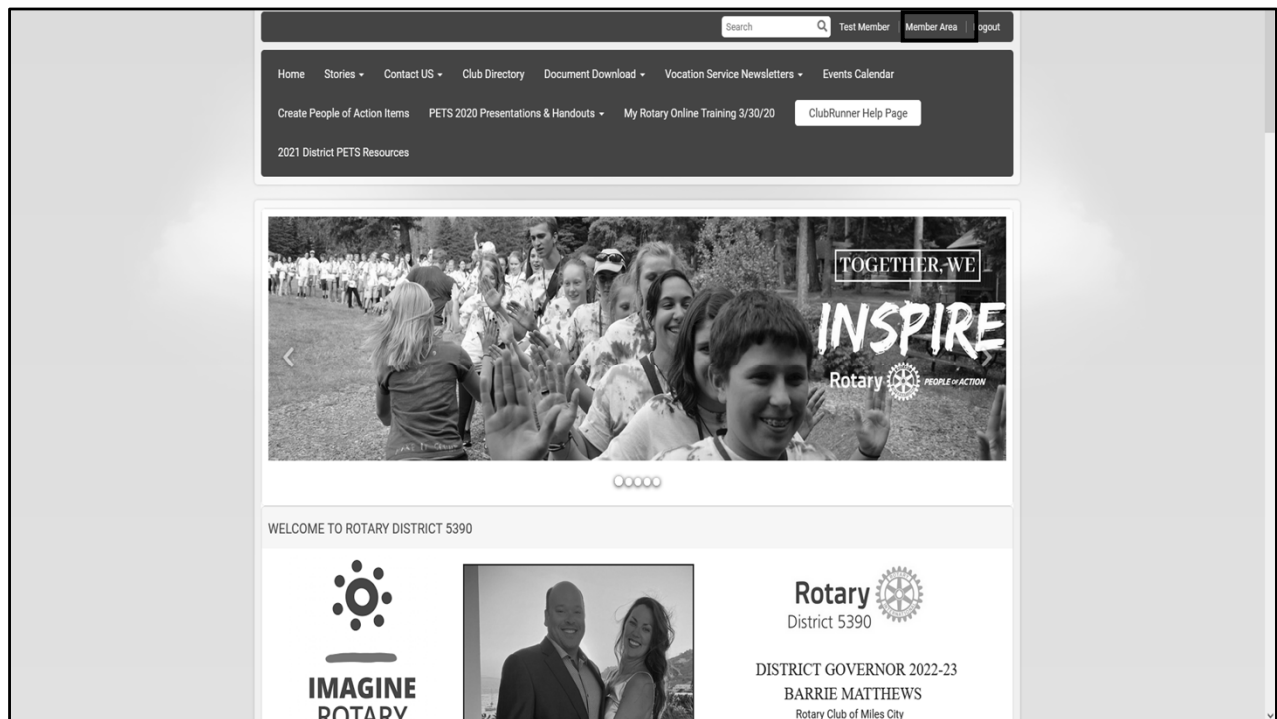 Search Test Member Member Area Logout
Home Stories Contact US Club Directory Document Download Vocation Service Newsletters Events Calendar
Create People of Action Items PETS 2020 Presentations & Handouts My Rotary Online Training 3/30/20 ClubRunner Help Page
2021 District PETS Resources
TOGETHER, WE
INSPIRE
Rotary PEOPLE OF ACTION
WELCOME TO ROTARY DISTRICT 5390
Rotary
District 5390
IMAGINE
ROTARY
DISTRICT GOVERNOR 2022-23
BARRIE MATTHEWS
Rotary Club of Miles City